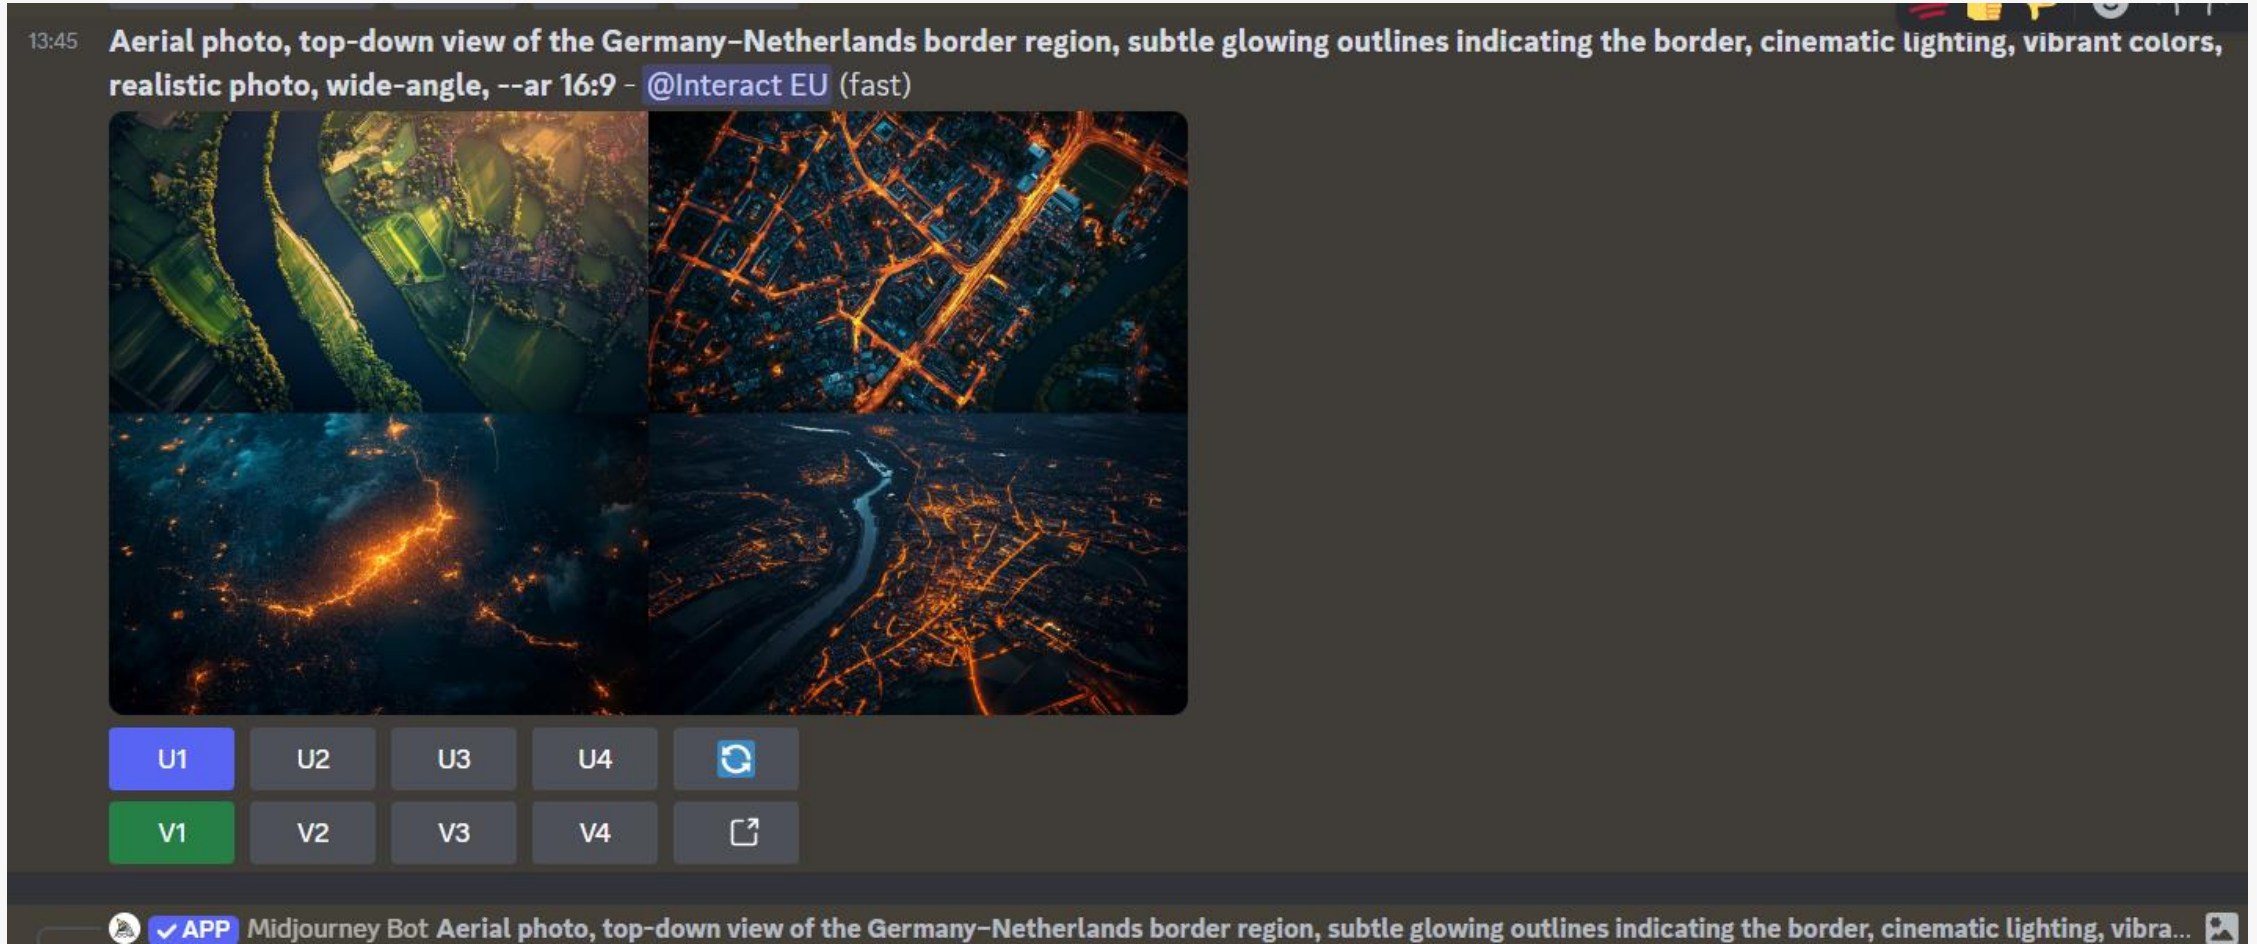 13:45 Aerial photo, top-down view of the Germany–Netherlands border region, subtle glowing outlines indicating the border, cinematic lighting, vibrant colors,
realistic photo, wide-angle, --ar 16:9 - @Interact EU (fast)
U1 U2 U3 U4
V1 V2 V3 V4
APP Midjourney Bot Aerial photo, top-down view of the Germany–Netherlands border region, subtle glowing outlines indicating the border, cinematic lighting, vibra...